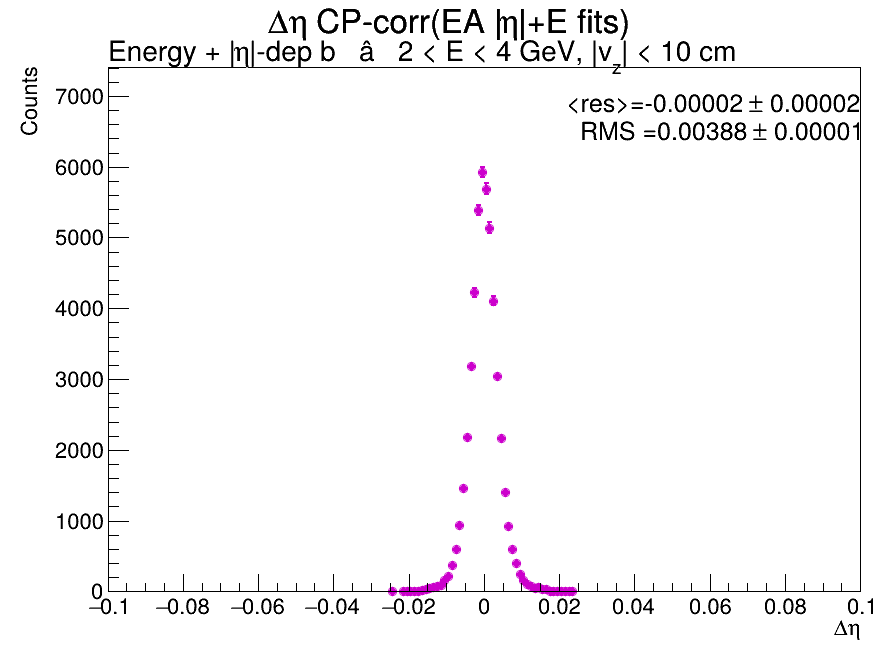 Δη CP-corr(EA |η|+E fits)
Energy + |η|-dep b â 2 < E < 4 GeV, |v_z| < 10 cm
Counts
<res>=-0.00002 ± 0.00002
RMS =0.00388 ± 0.00001
7000
6000
5000
4000
3000
2000
1000
0
−0.1 −0.08 −0.06 −0.04 −0.02 0 0.02 0.04 0.06 0.08 0.1
Δη